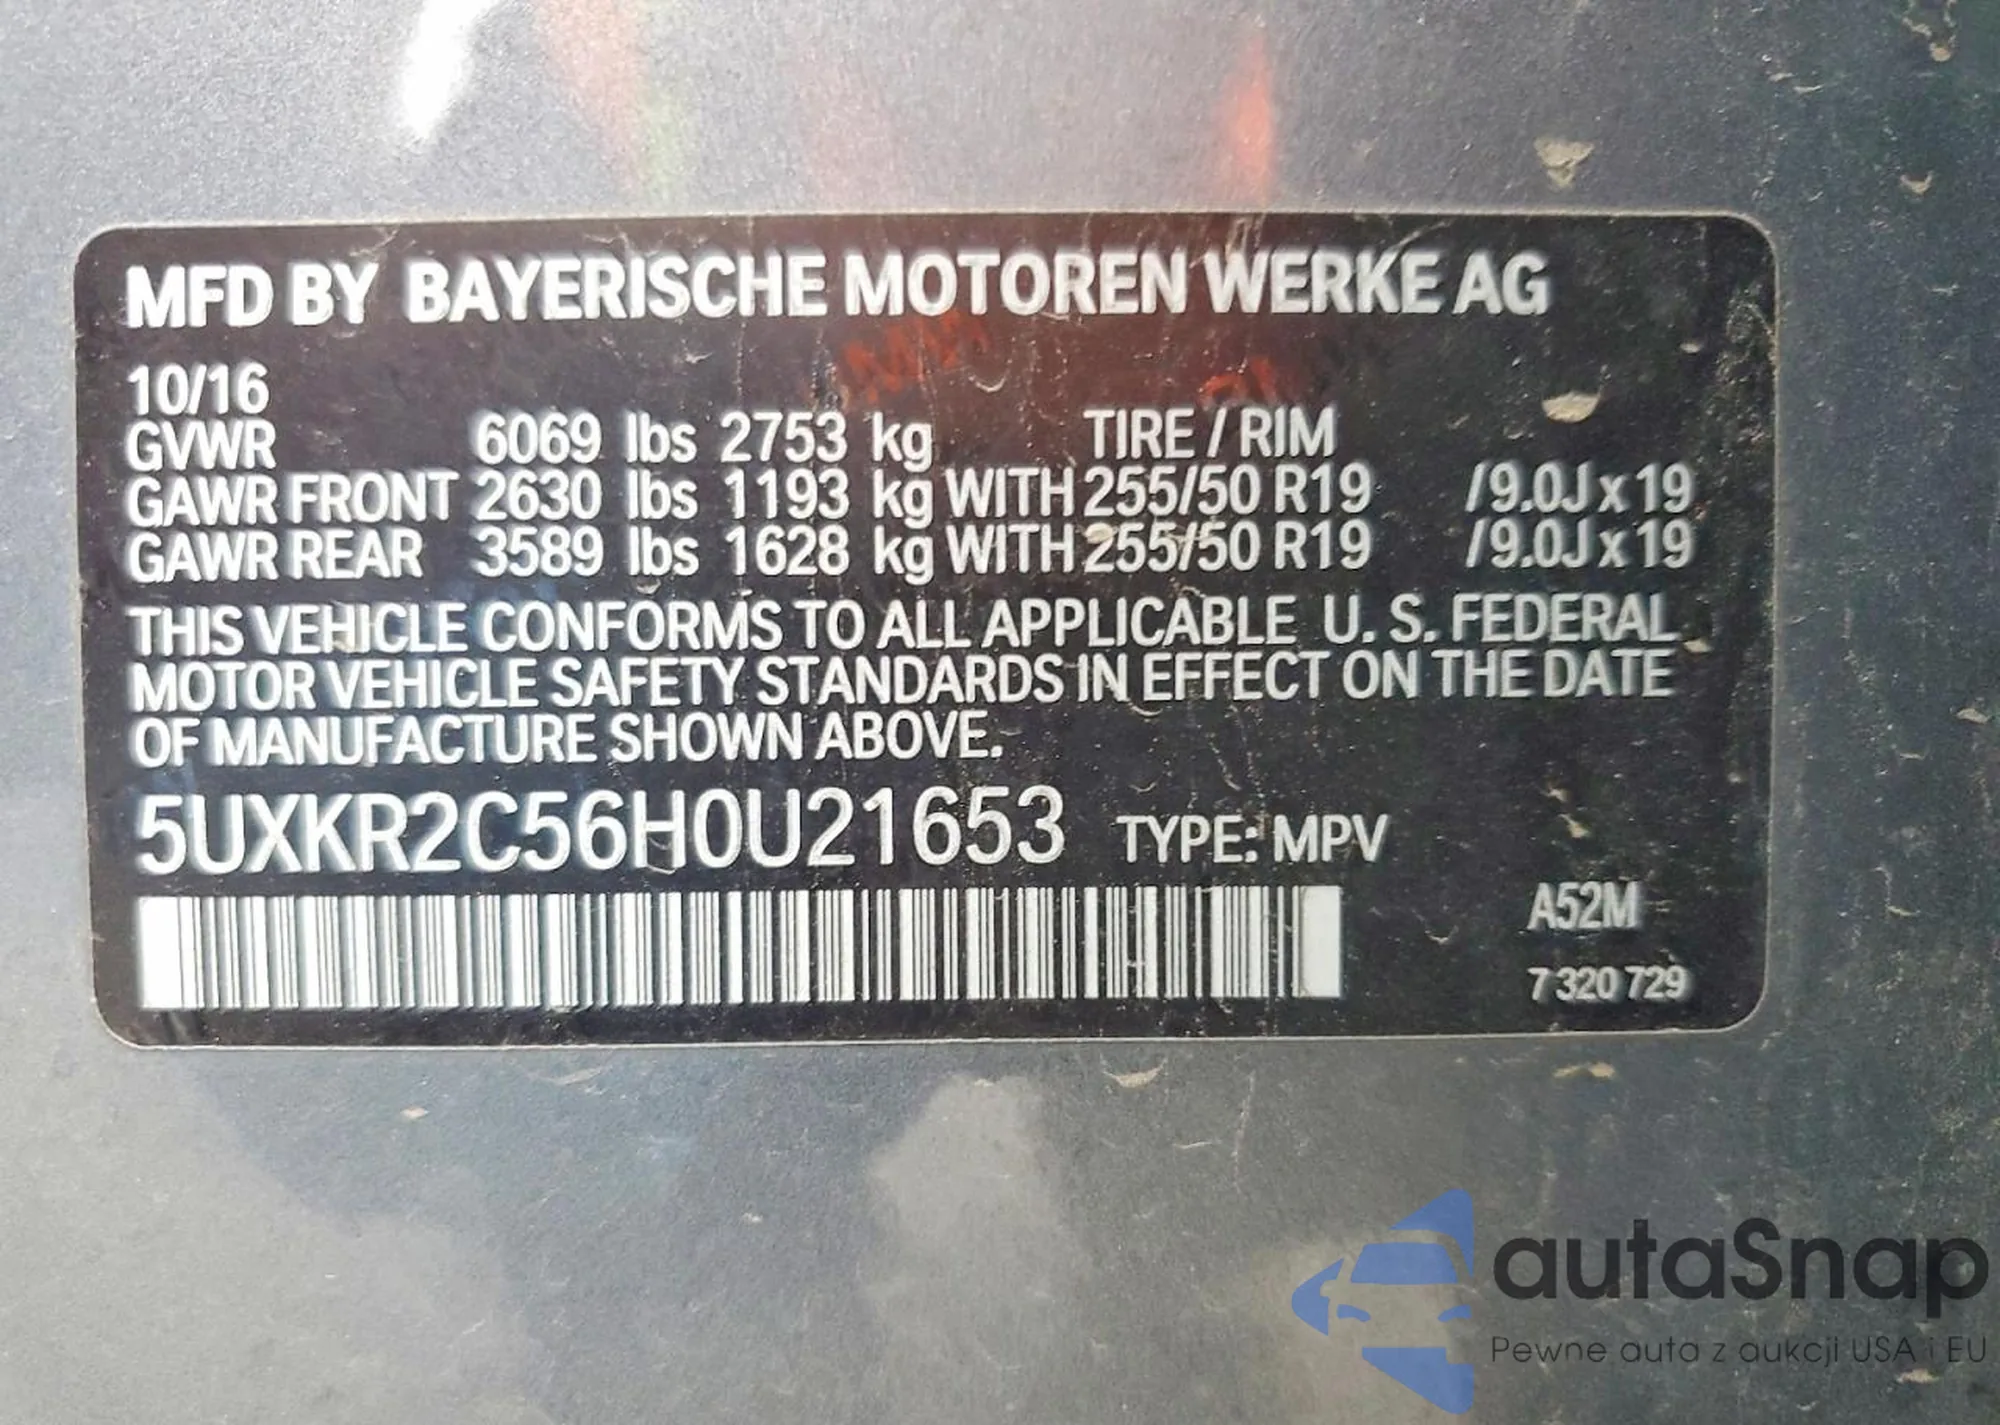 MFD BY BAYERISCHE MOTOREN WERKE AG
10/16
GVWR 6069 lbs 2753 kg TIRE / RIM
GAWR FRONT 2630 lbs 1193 kg WITH 255/50 R19 /9.0J x 19
GAWR REAR 3589 lbs 1628 kg WITH 255/50 R19 /9.0J x 19
THIS VEHICLE CONFORMS TO ALL APPLICABLE U. S. FEDERAL
MOTOR VEHICLE SAFETY STANDARDS IN EFFECT ON THE DATE
OF MANUFACTURE SHOWN ABOVE.
5UXKR2C56H0U21653 TYPE: MPV
A52M
7 320 729
autaSnap
Pewne auta z aukcji USA i EU